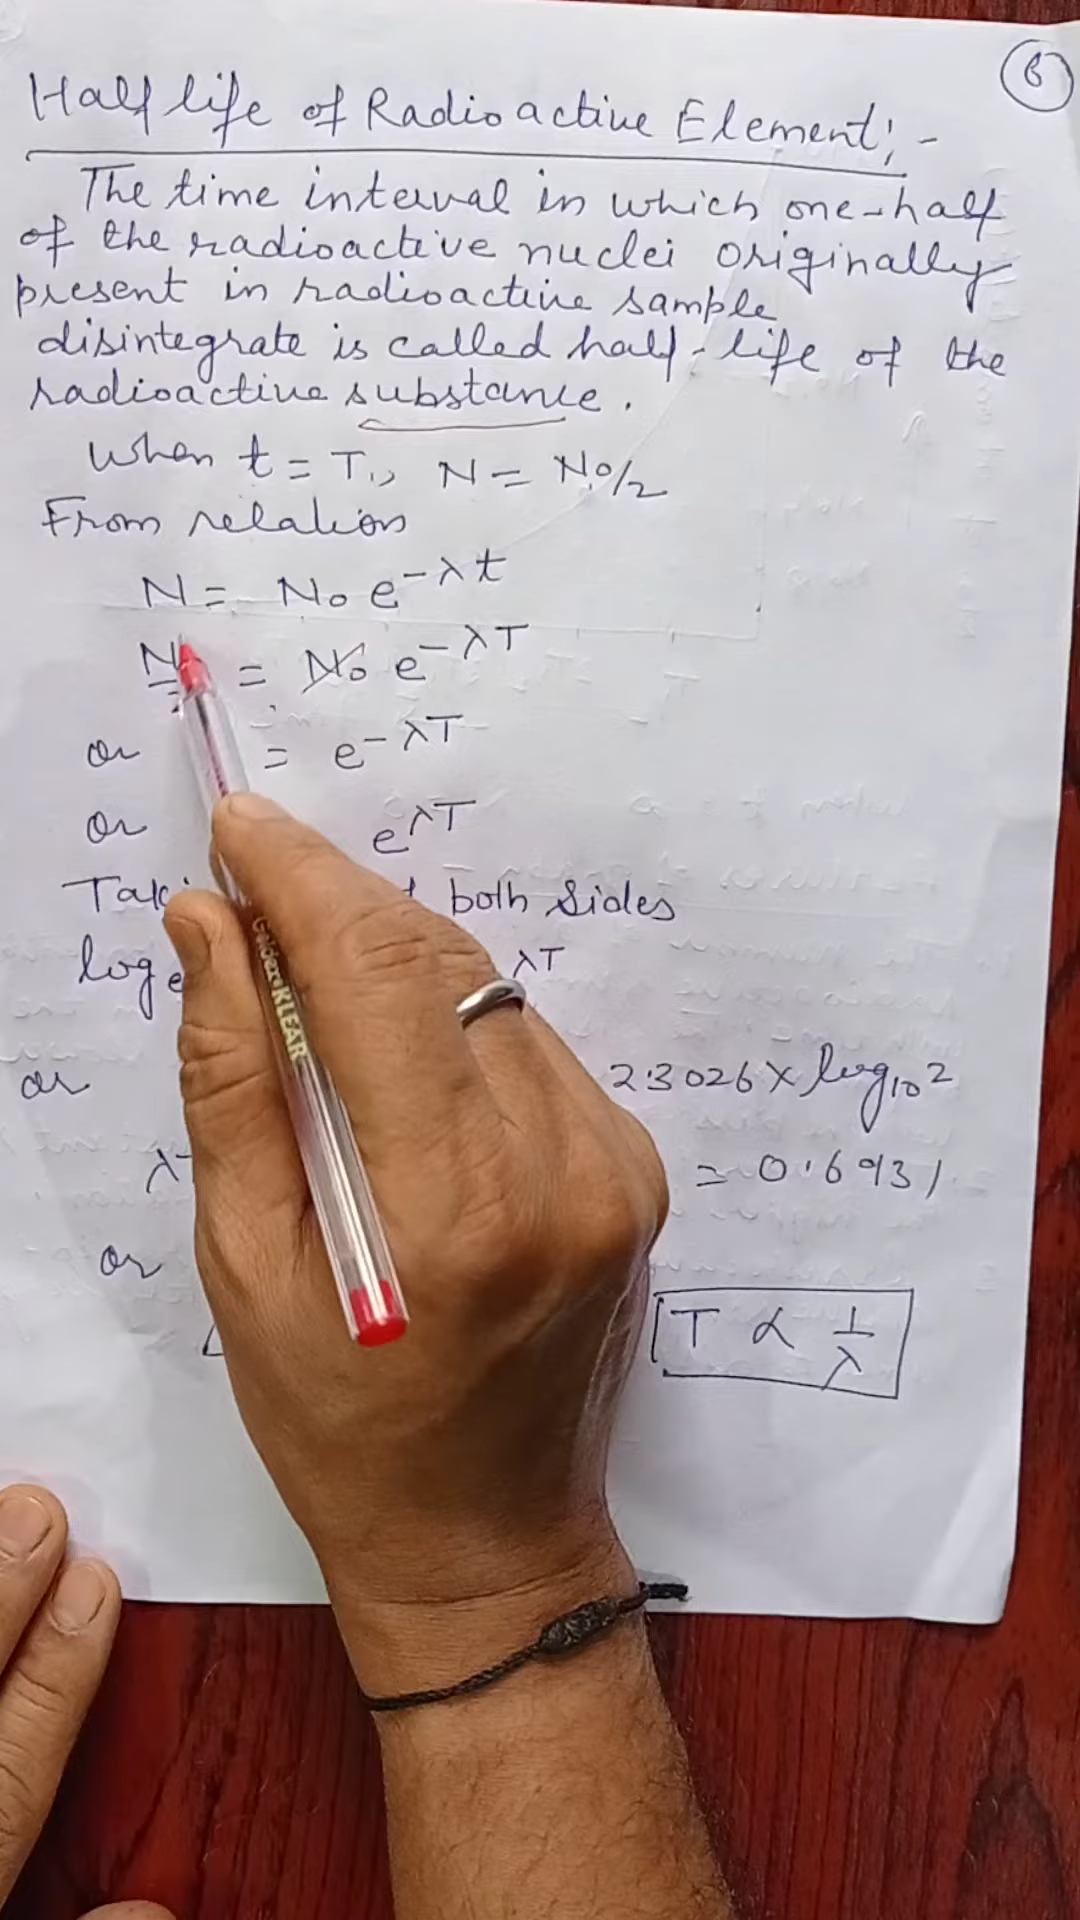 6
Half life of Radioactive Element; -
The time interval in which one-half
of the radioactive nuclei originally
present in radioactive sample
disintegrate is called half-life of the
radioactive substance.
When t = T, N = N₀/2
From relation
N = N₀ e^-λt
N = N₀ e^-λT
or = e^-λT
or e^λT
both sides
log e λT
or 2.3026 x log₁₀ 2
λ = 0.6931
or
T ∝ 1/λ
GoldexKLEAR